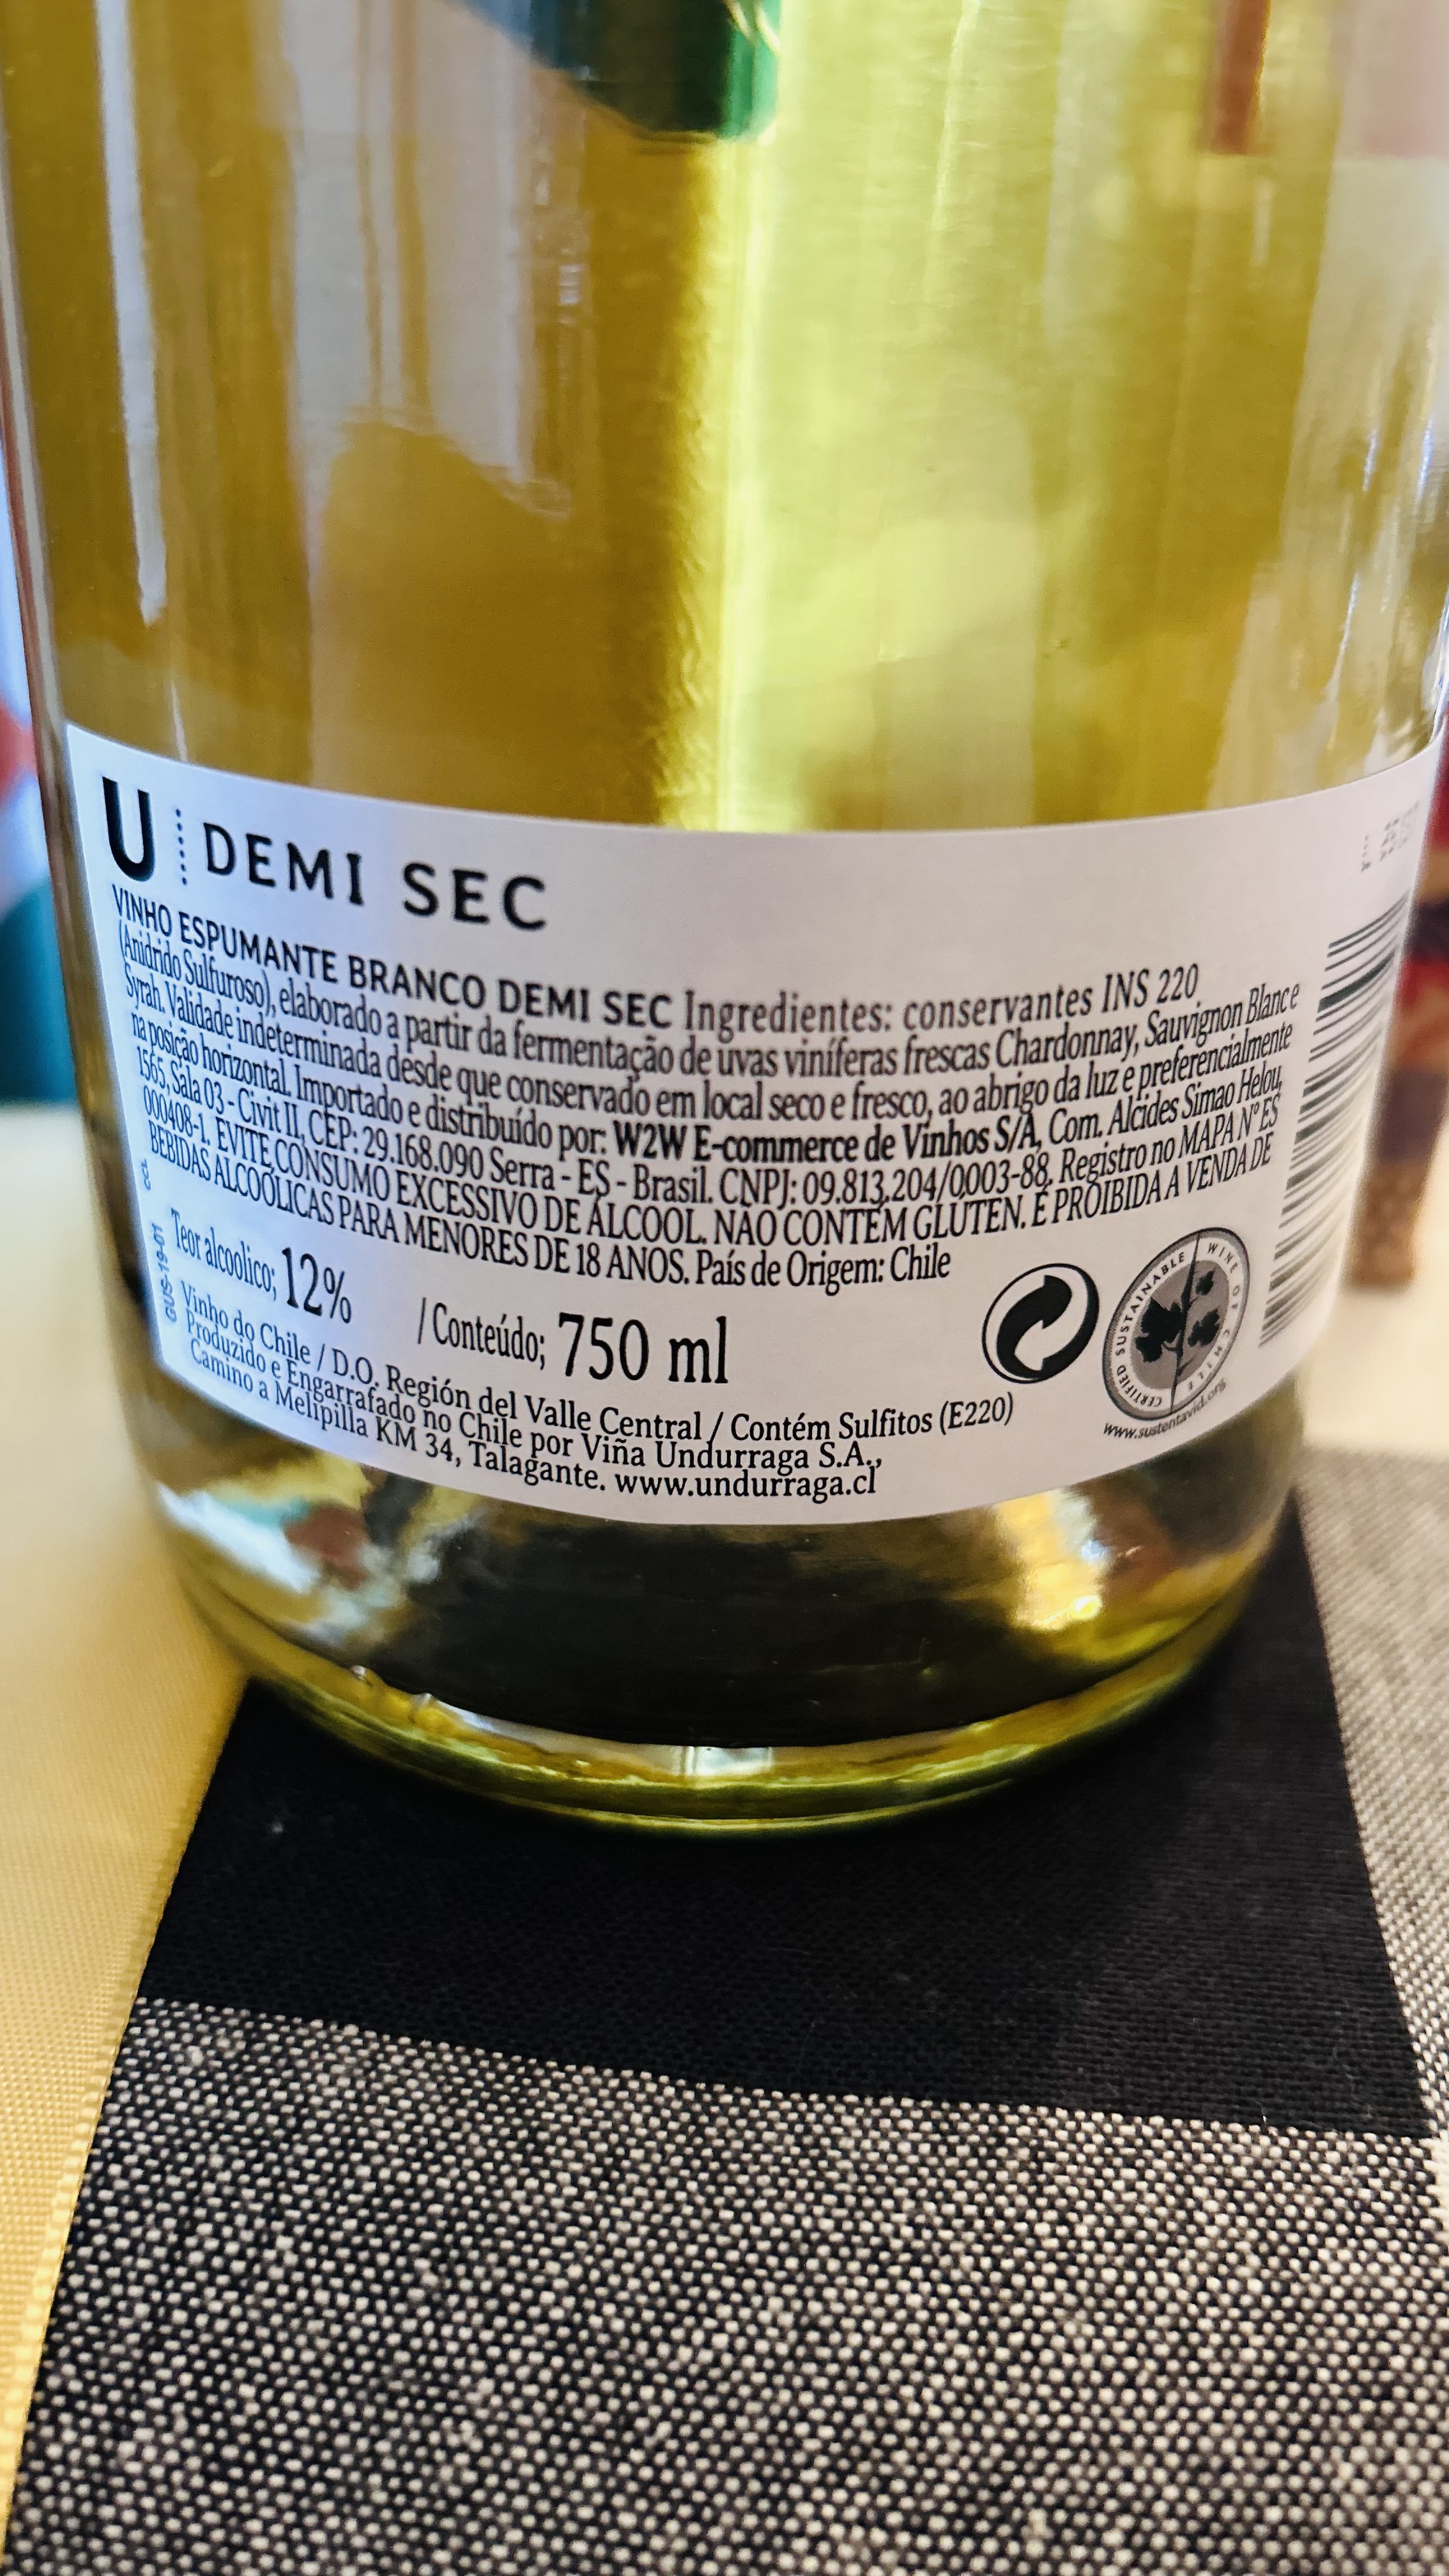 U DEMI SEC
VINHO ESPUMANTE BRANCO DEMI SEC Ingredientes: conservantes INS 220
(Anidrido Sulfuroso), elaborado a partir da fermentação de uvas viníferas frescas Chardonnay, Sauvignon Blanc e
Syrah. Validade indeterminada desde que conservado em local seco e fresco, ao abrigo da luz e preferencialmente
na posição horizontal. Importado e distribuído por: W2W E-commerce de Vinhos S/A, Com. Alcides Simao Helou,
1565, Sala 03 - Civit II, CEP: 29.168.090 Serra - ES - Brasil. CNPJ: 09.813.204/0003-88, Registro no MAPA Nº ES
000408-1. EVITE CONSUMO EXCESSIVO DE ÁLCOOL. NÃO CONTÉM GLUTEN. É PROIBIDA A VENDA DE
BEBIDAS ALCOÓLICAS PARA MENORES DE 18 ANOS. País de Origem: Chile
Teor alcoolico; 12% / Conteúdo; 750 ml
Vinho do Chile / D.O. Región del Valle Central / Contém Sulfitos (E220)
Produzido e Engarrafado no Chile por Viña Undurraga S.A.,
Camino a Melipilla KM 34, Talagante. www.undurraga.cl
GUS-19-01
CERTIFIED SUSTAINABLE WINE OF CHILE
www.sustentavid.org